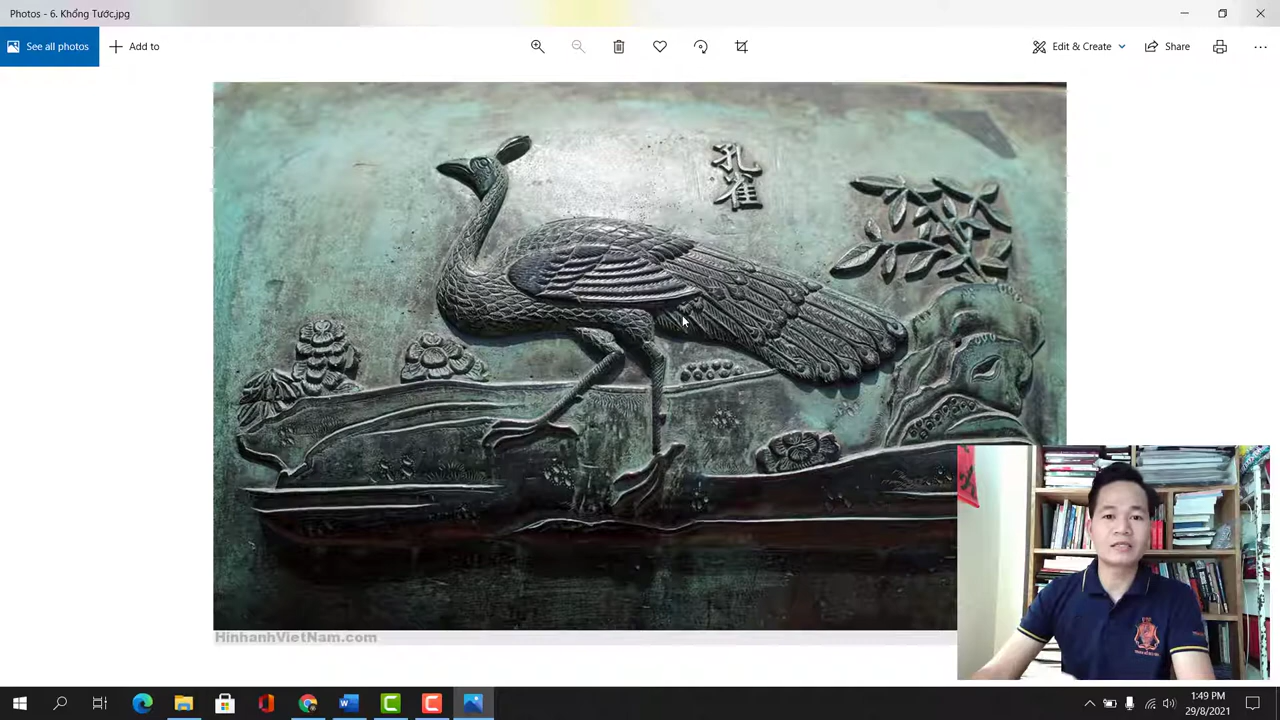 Photos - 6. Khổng Tước.jpg
See all photos
Add to
Edit & Create
Share
孔
雀
HinhanhVietNam.com
1:49 PM
29/8/2021